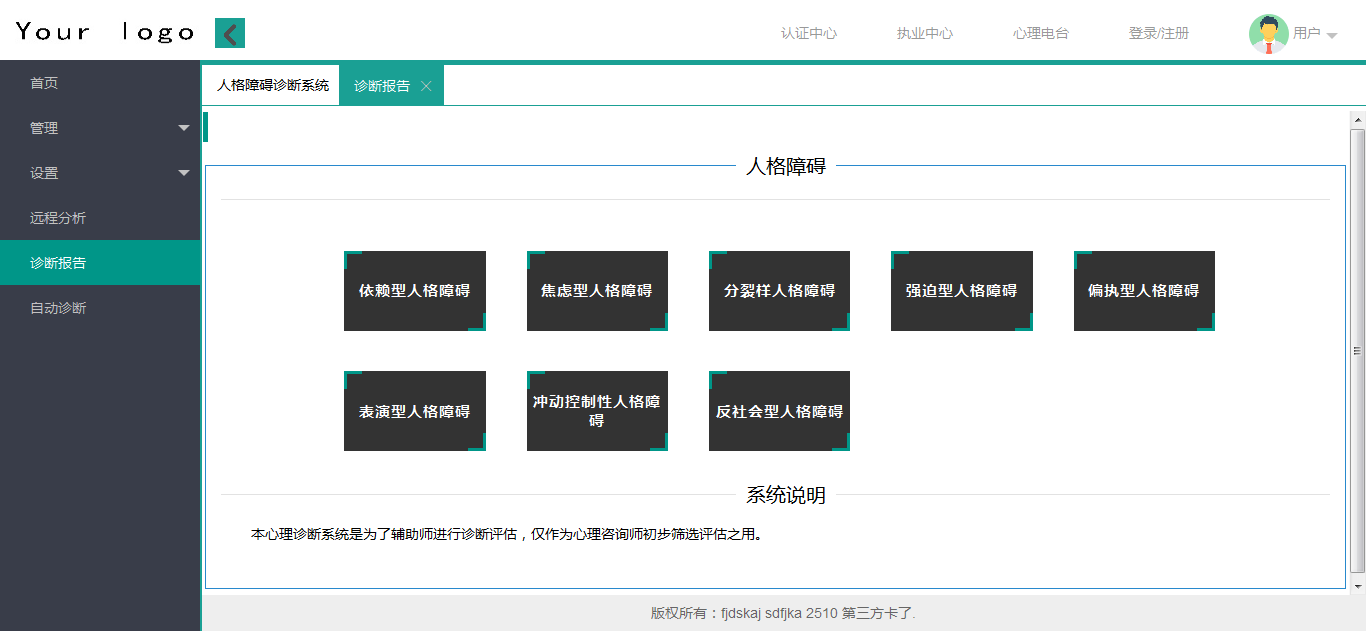 Your logo
认证中心
执业中心
心理电台
登录/注册
用户
首页
管理
设置
远程分析
诊断报告
自动诊断
人格障碍诊断系统
诊断报告
人格障碍
依赖型人格障碍
焦虑型人格障碍
分裂样人格障碍
强迫型人格障碍
偏执型人格障碍
表演型人格障碍
冲动控制性人格障
碍
反社会型人格障碍
系统说明
本心理诊断系统是为了辅助师进行诊断评估，仅作为心理咨询师初步筛选评估之用。
版权所有：fjdskaj sdfjka 2510 第三方卡了.